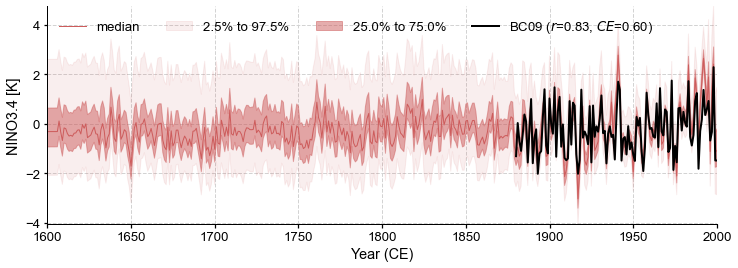 median
2.5% to 97.5%
25.0% to 75.0%
BC09 (r=0.83, CE=0.60)
NINO3.4 [K]
4
2
0
−2
−4
1600
1650
1700
1750
1800
1850
1900
1950
2000
Year (CE)